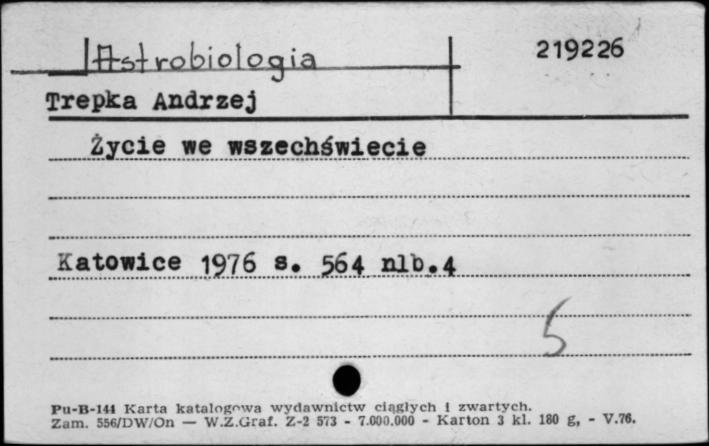 Astrobiologia 219226
Trepka Andrzej
Życie we wszechświecie
Katowice 1976 s. 564 nlb.4
5
Pu-B-144 Karta katalogowa wydawnictw ciągłych i zwartych.
Zam. 556/DW/On — W.Z.Graf. Z-2 573 - 7.000.000 - Karton 3 kl. 180 g, - V.76.